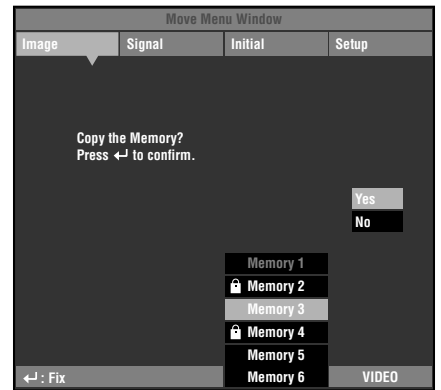 Move Menu Window
Image Signal Initial Setup
Copy the Memory?
Press ↵ to confirm.
Yes
No
Memory 1
Memory 2
Memory 3
Memory 4
Memory 5
↵ : Fix Memory 6 VIDEO